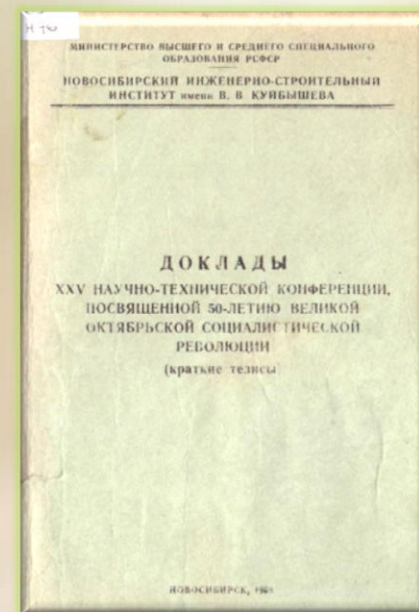 МИНИСТЕРСТВО ВЫСШЕГО И СРЕДНЕГО СПЕЦИАЛЬНОГО
ОБРАЗОВАНИЯ РСФСР
НОВОСИБИРСКИЙ ИНЖЕНЕРНО-СТРОИТЕЛЬНЫЙ
ИНСТИТУТ имени В. В. КУЙБЫШЕВА
ДОКЛАДЫ
XXV НАУЧНО-ТЕХНИЧЕСКОЙ КОНФЕРЕНЦИИ,
ПОСВЯЩЕННОЙ 50-ЛЕТИЮ ВЕЛИКОЙ
ОКТЯБРЬСКОЙ СОЦИАЛИСТИЧЕСКОЙ
РЕВОЛЮЦИИ
(краткие тезисы)
НОВОСИБИРСК,